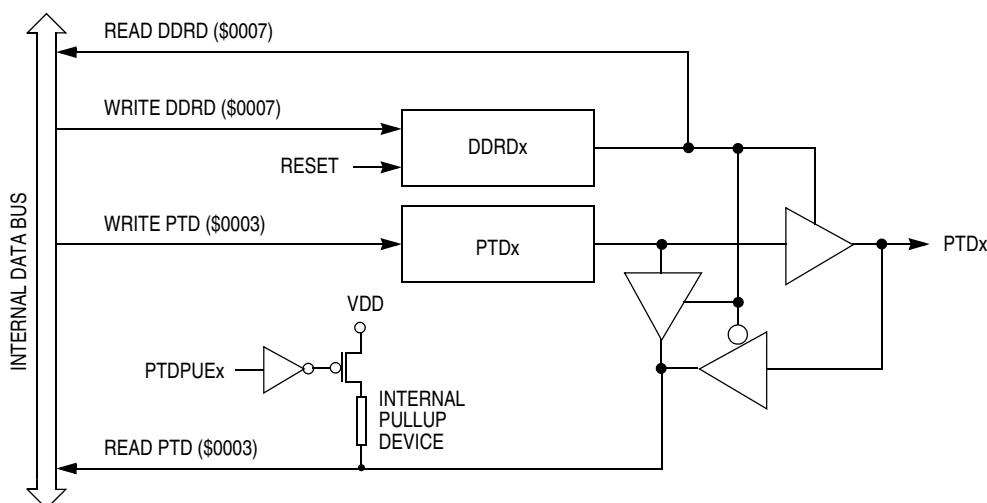 READ DDRD ($0007)
WRITE DDRD ($0007)
DDRDx
RESET
WRITE PTD ($0003)
PTDx
PTDx
INTERNAL DATA BUS
VDD
PTDPUEx
INTERNAL
PULLUP
DEVICE
READ PTD ($0003)